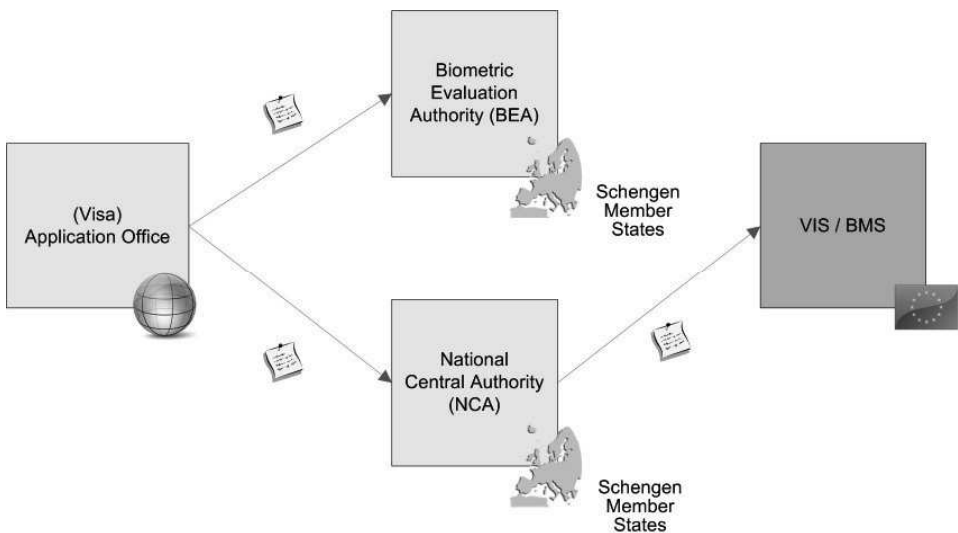 Biometric
Evaluation
Authority (BEA)
Schengen
Member
States
(Visa)
Application Office
VIS / BMS
National
Central Authority
(NCA)
Schengen
Member
States